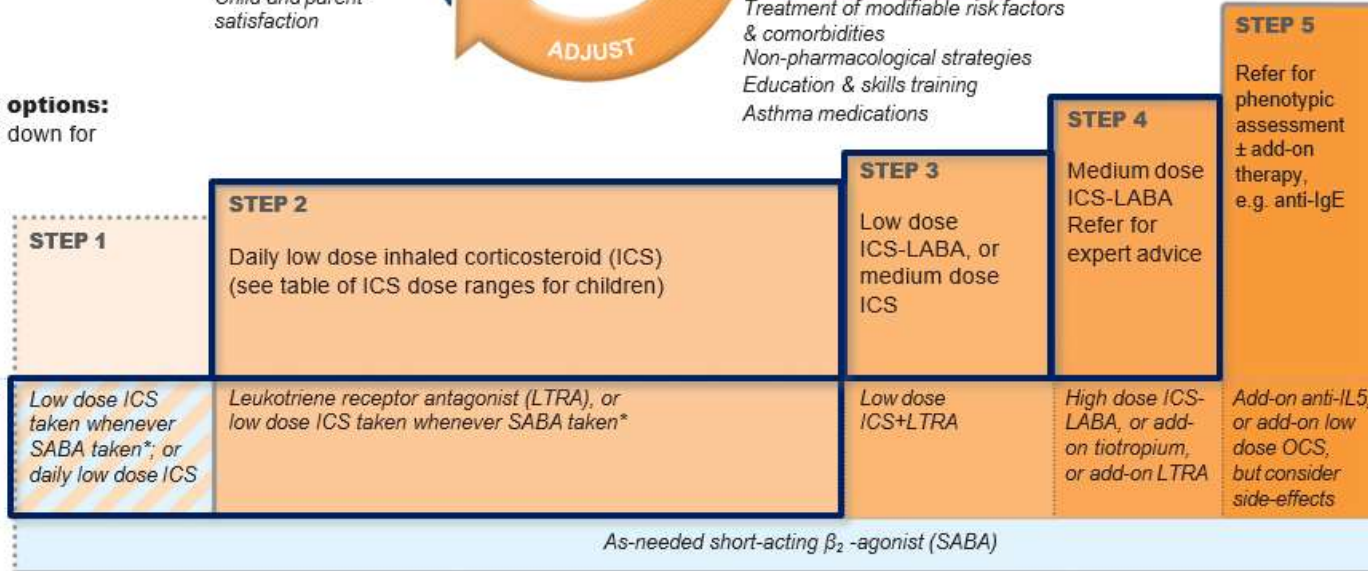 Child and parent
satisfaction
ADJUST
Treatment of modifiable risk factors
& comorbidities
Non-pharmacological strategies
Education & skills training
Asthma medications
options:
down for
STEP 1
STEP 2
Daily low dose inhaled corticosteroid (ICS)
(see table of ICS dose ranges for children)
STEP 3
Low dose
ICS-LABA, or
medium dose
ICS
STEP 4
Medium dose
ICS-LABA
Refer for
expert advice
STEP 5
Refer for
phenotypic
assessment
± add-on
therapy,
e.g. anti-IgE
Low dose ICS
taken whenever
SABA taken*; or
daily low dose ICS
Leukotriene receptor antagonist (LTRA), or
low dose ICS taken whenever SABA taken*
Low dose
ICS+LTRA
High dose ICS-
LABA, or add-
on tiotropium,
or add-on LTRA
Add-on anti-IL5,
or add-on low
dose OCS,
but consider
side-effects
As-needed short-acting β₂ -agonist (SABA)